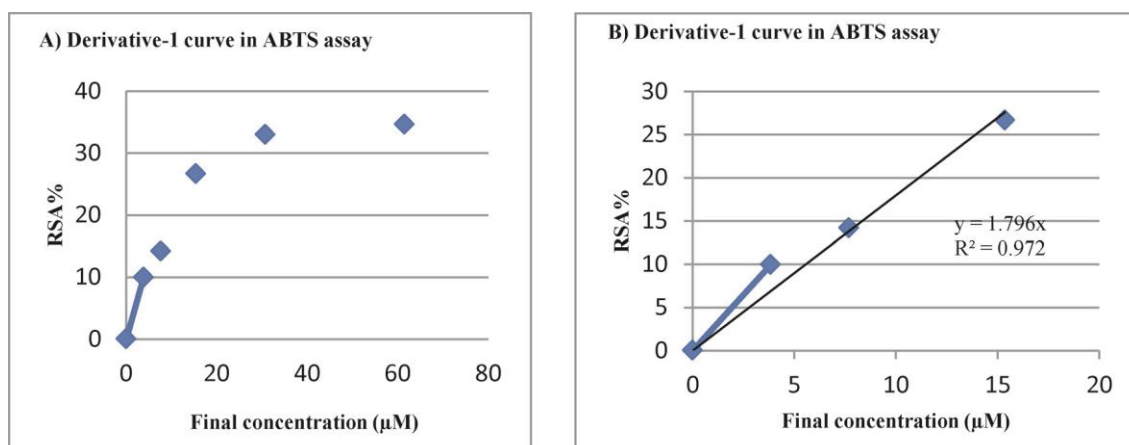 A) Derivative-1 curve in ABTS assay
RSA%
40
30
20
10
0
0 20 40 60 80
Final concentration (µM)
B) Derivative-1 curve in ABTS assay
RSA%
30
25
20
15
10
5
0
y = 1.796x
R² = 0.972
0 5 10 15 20
Final concentration (µM)